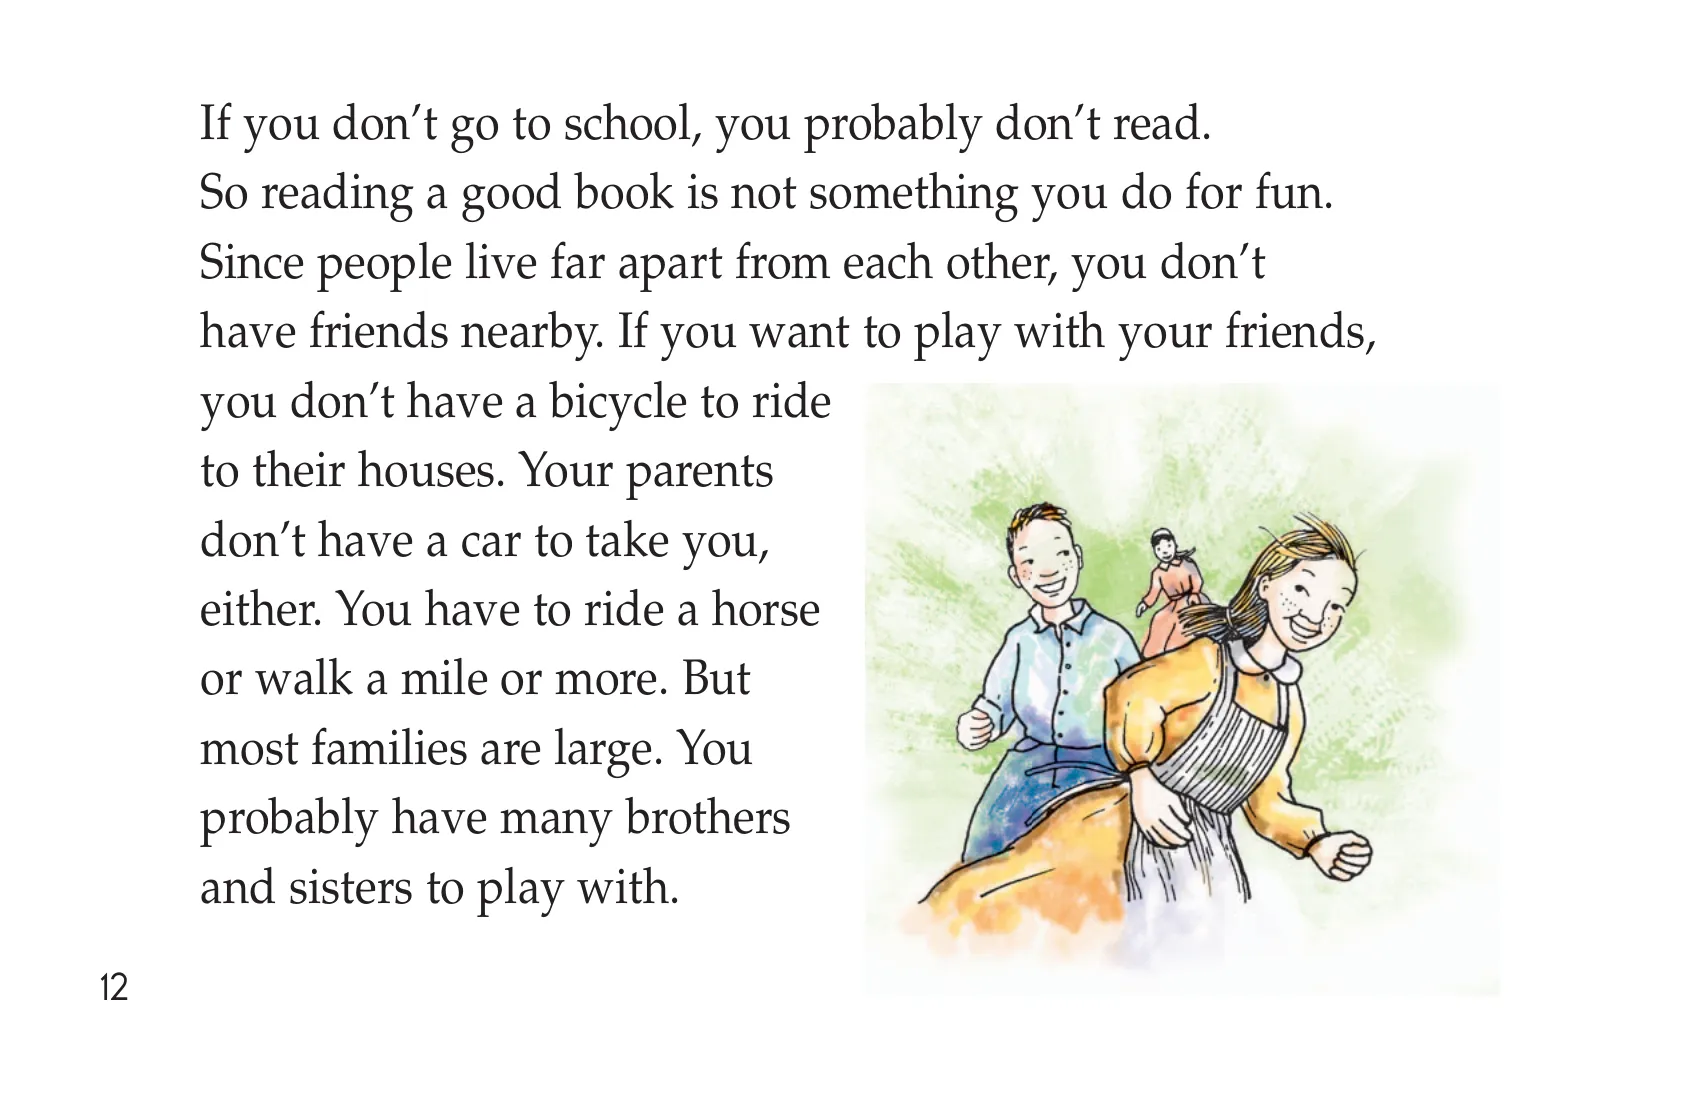 If you don’t go to school, you probably don’t read.
So reading a good book is not something you do for fun.
Since people live far apart from each other, you don’t
have friends nearby. If you want to play with your friends,
you don’t have a bicycle to ride
to their houses. Your parents
don’t have a car to take you,
either. You have to ride a horse
or walk a mile or more. But
most families are large. You
probably have many brothers
and sisters to play with.
12